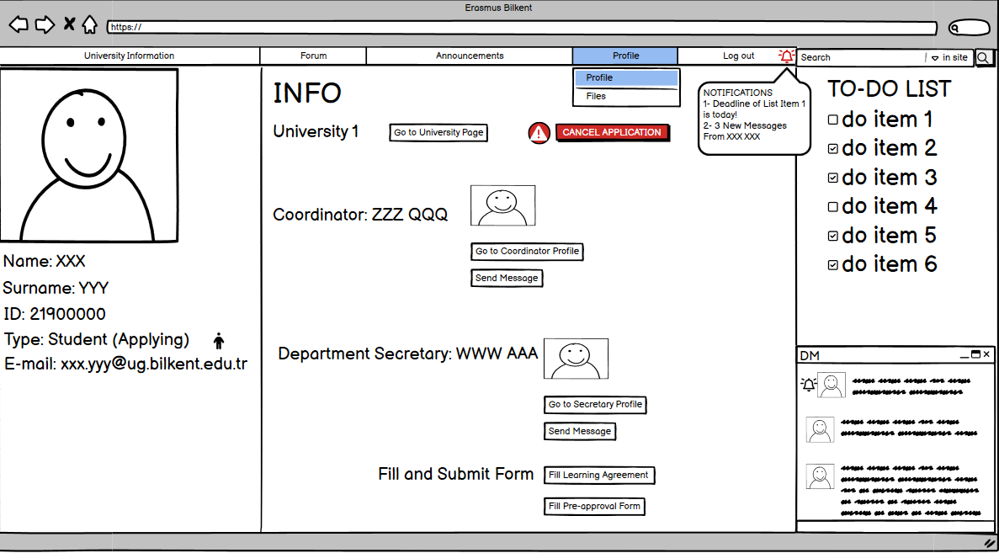 Erasmus Bilkent
https://
University Information
Forum
Announcements
Profile
Log out
Search
in site
Profile
Files
NOTIFICATIONS
1- Deadline of List Item 1
is today!
2- 3 New Messages
From XXX XXX
Name: XXX
Surname: YYY
ID: 21900000
Type: Student (Applying)
E-mail: xxx.yyy@ug.bilkent.edu.tr
INFO
University 1
Go to University Page
CANCEL APPLICATION
Coordinator: ZZZ QQQ
Go to Coordinator Profile
Send Message
Department Secretary: WWW AAA
Go to Secretary Profile
Send Message
Fill and Submit Form
Fill Learning Agreement
Fill Pre-approval Form
TO-DO LIST
do item 1
do item 2
do item 3
do item 4
do item 5
do item 6
DM